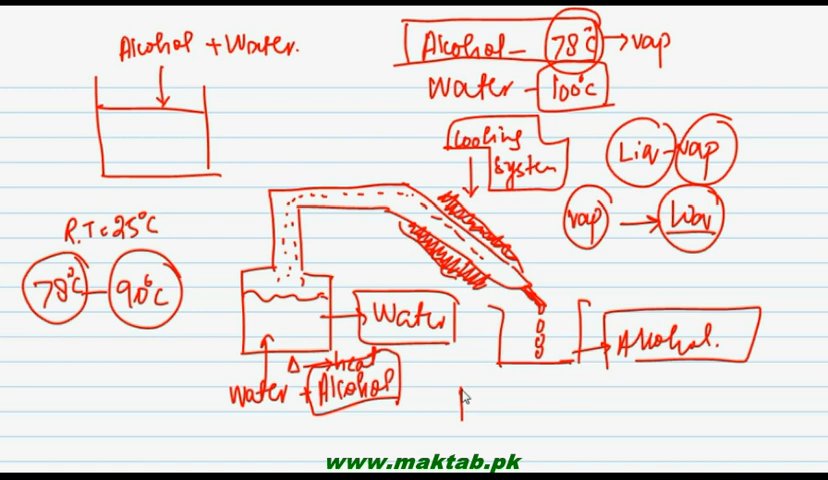 Alcohol + Water.
Alcohol - 78°C → vap
Water - 100°C
Cooling
System
Liq - vap
vap → Liq
R.T = 25°C
78°C - 90°C
Water
Alcohol.
Δ → heat
Water + Alcohol
www.maktab.pk